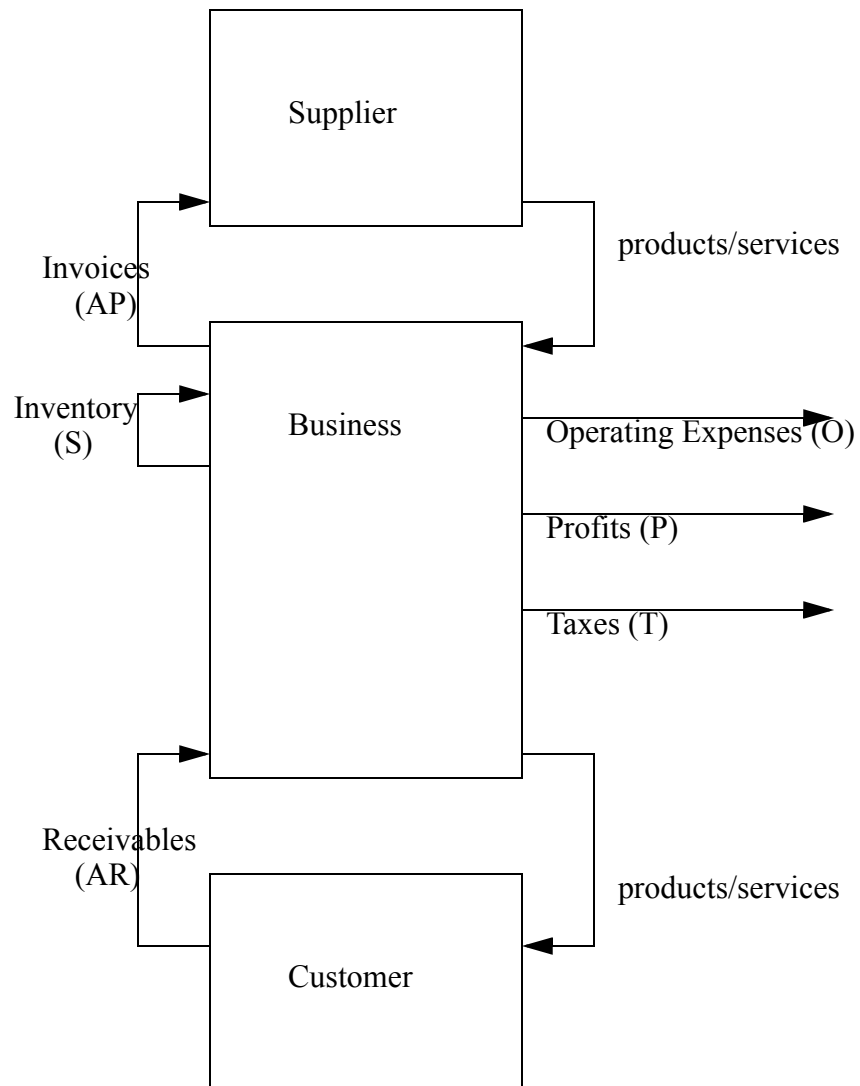 Supplier
products/services
Invoices
(AP)
Inventory
(S)
Business
Operating Expenses (O)
Profits (P)
Taxes (T)
Receivables
(AR)
products/services
Customer